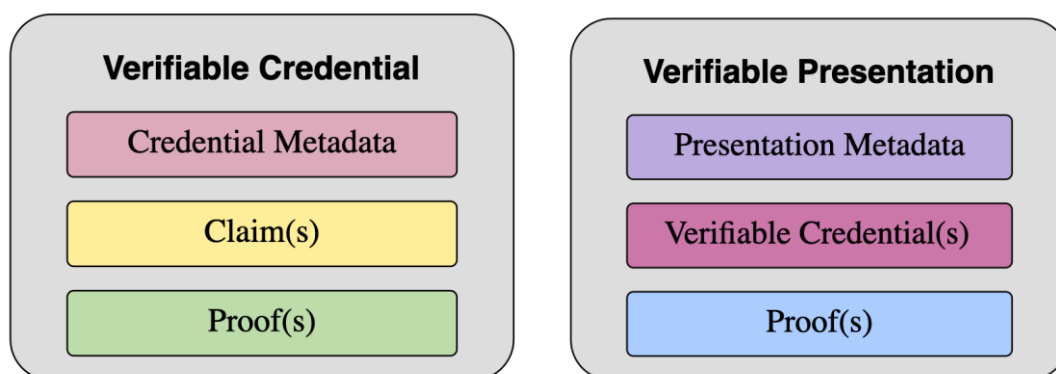 Verifiable Credential
Credential Metadata
Claim(s)
Proof(s)
Verifiable Presentation
Presentation Metadata
Verifiable Credential(s)
Proof(s)